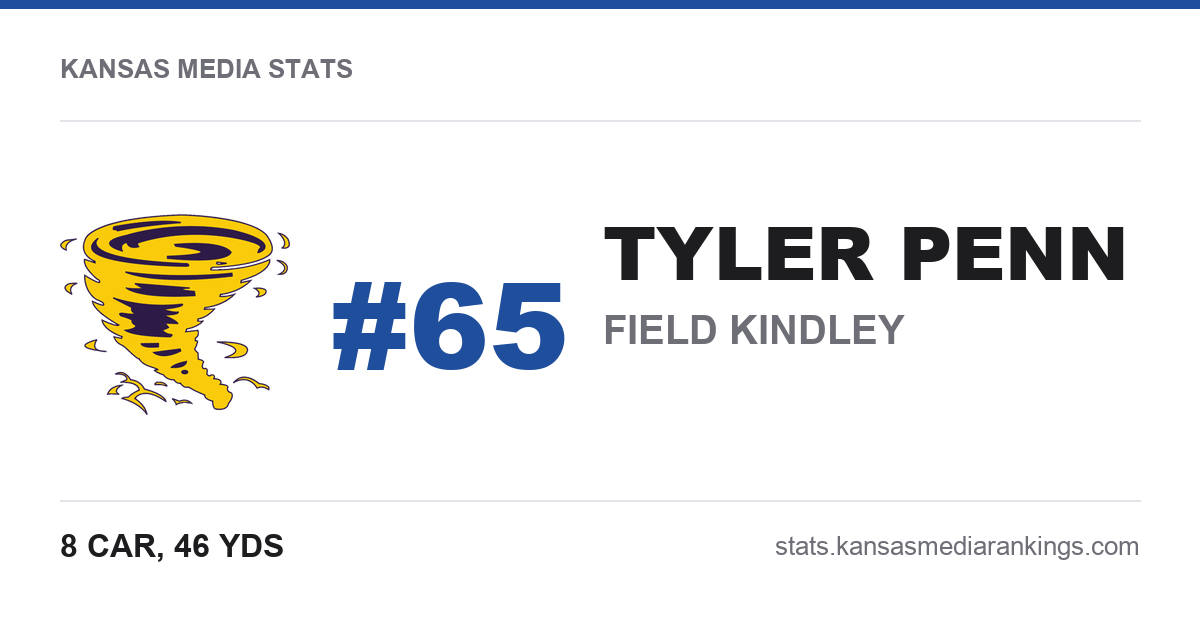 KANSAS MEDIA STATS
#65
TYLER PENN
FIELD KINDLEY
8 CAR, 46 YDS
stats.kansasmediarankings.com